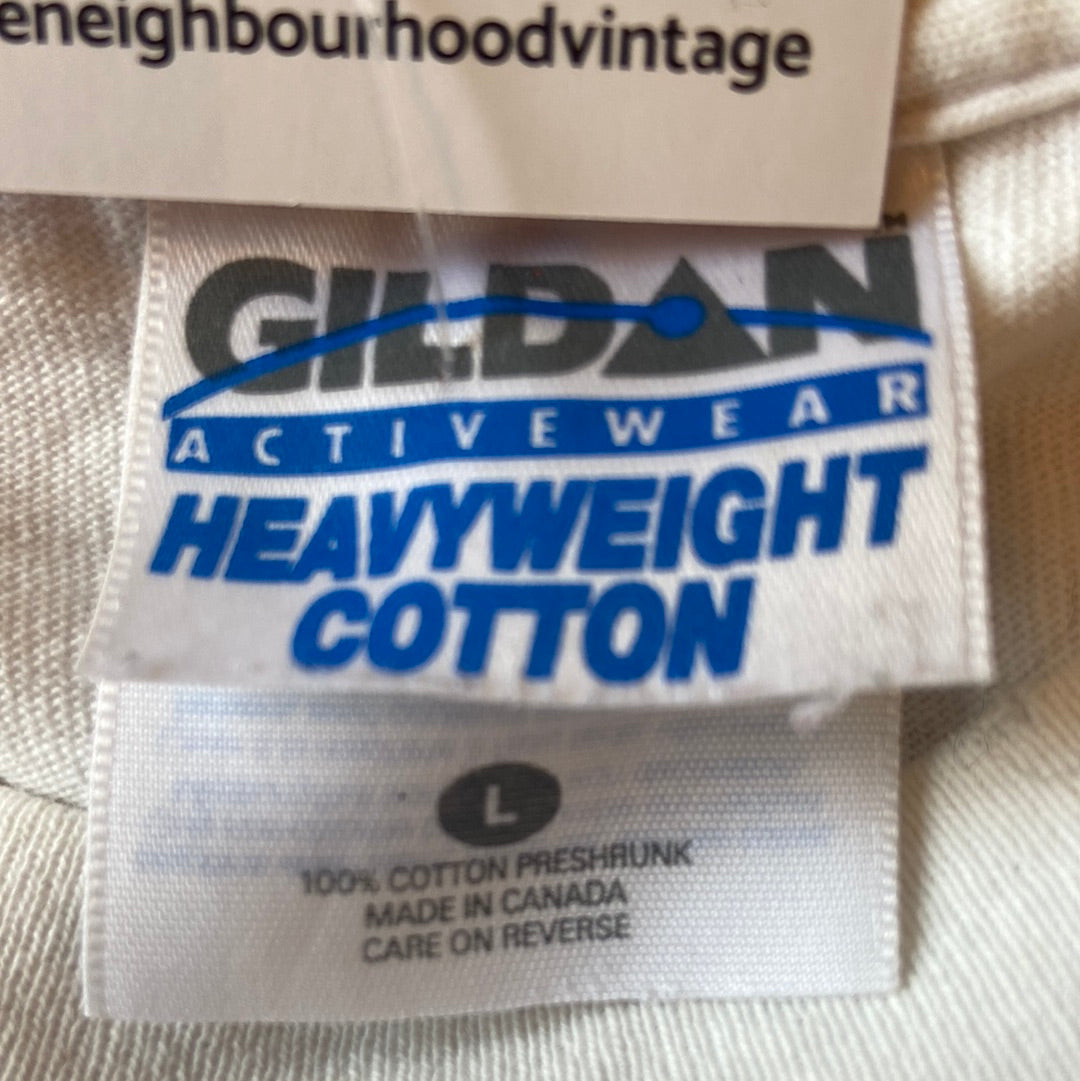 eneighbourhoodvintage
GILDAN
ACTIVEWEAR
HEAVYWEIGHT
COTTON
L
100% COTTON PRESHRUNK
MADE IN CANADA
CARE ON REVERSE